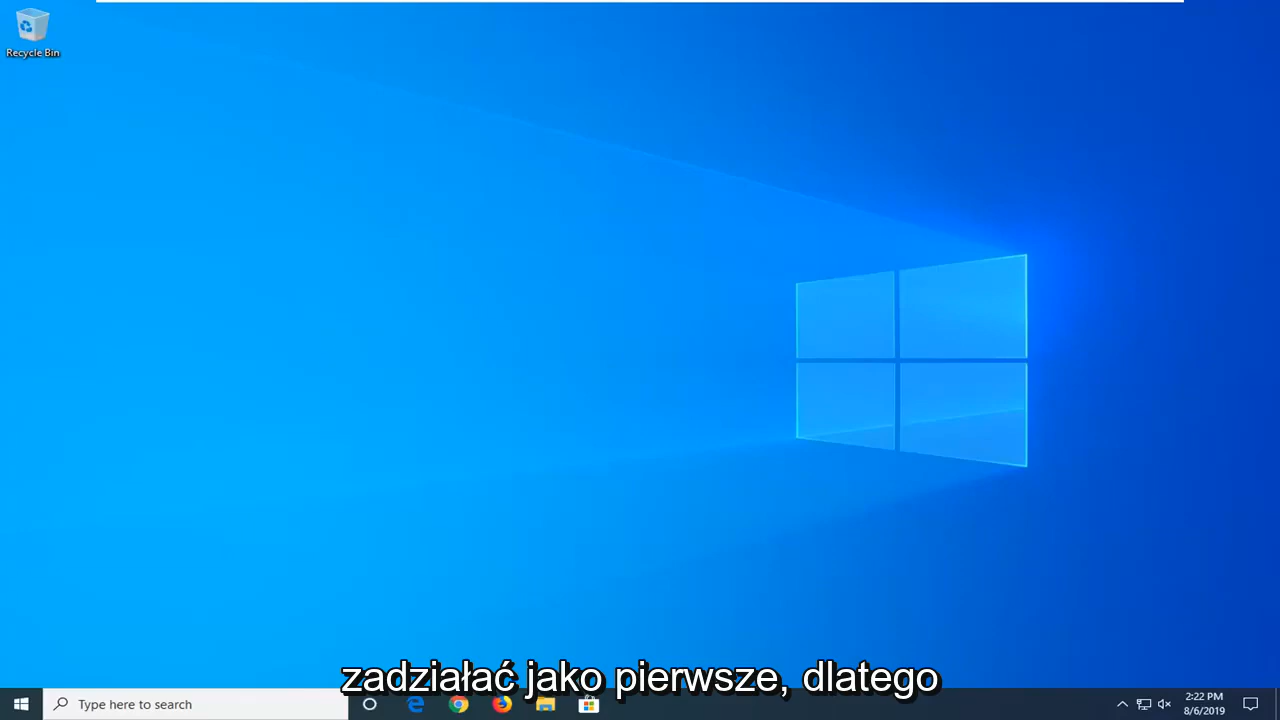 Recycle Bin
zadziałać jako pierwsze, dlatego
Type here to search
2:22 PM
8/6/2019